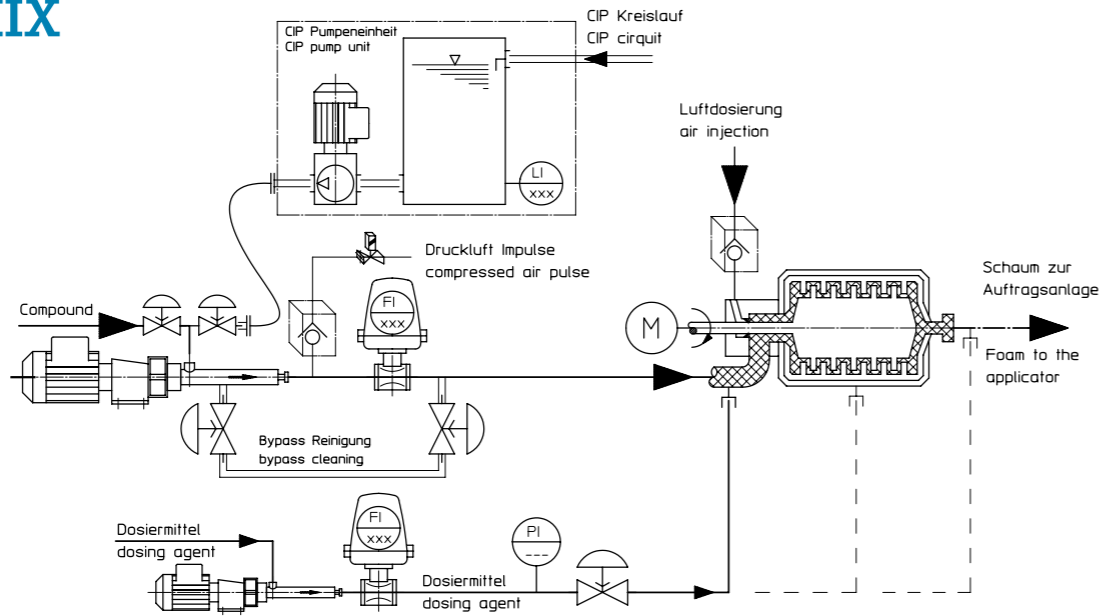 CIP Pumpeneinheit
CIP pump unit
CIP Kreislauf
CIP cirquit
Luftdosierung
air injection
LI
xxx
Druckluft Impulse
compressed air pulse
FI
xxx
Compound
M
Schaum zur
Auftragsanlage
Foam to the
applicator
Bypass Reinigung
bypass cleaning
Dosiermittel
dosing agent
FI
xxx
PI
---
Dosiermittel
dosing agent